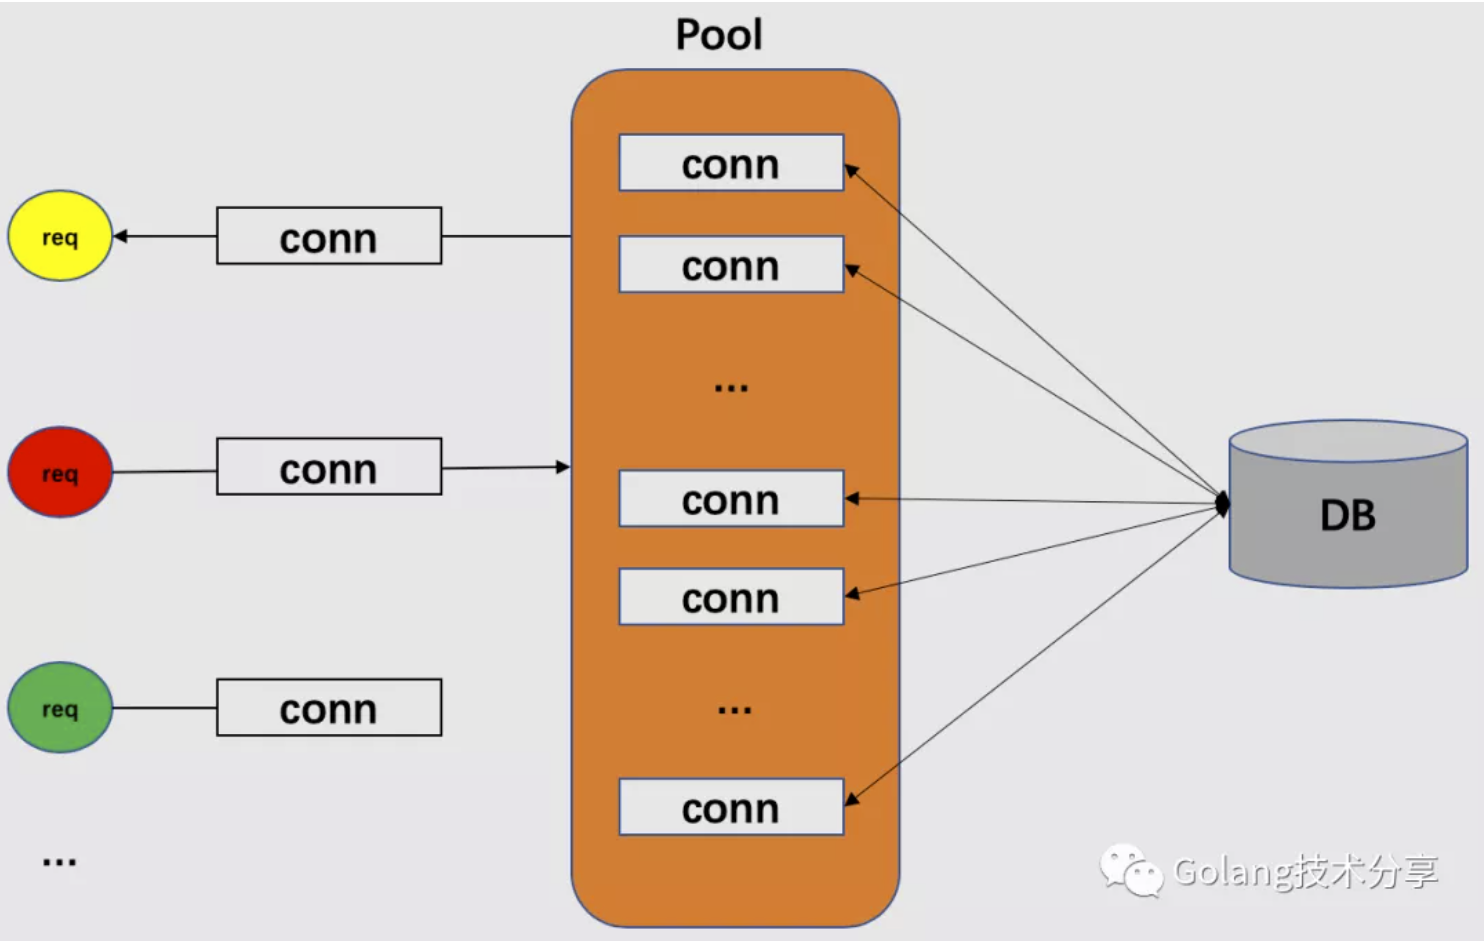 Pool
conn
req
conn
conn
...
req
conn
conn
DB
conn
req
conn
...
conn
...
Golang技术分享